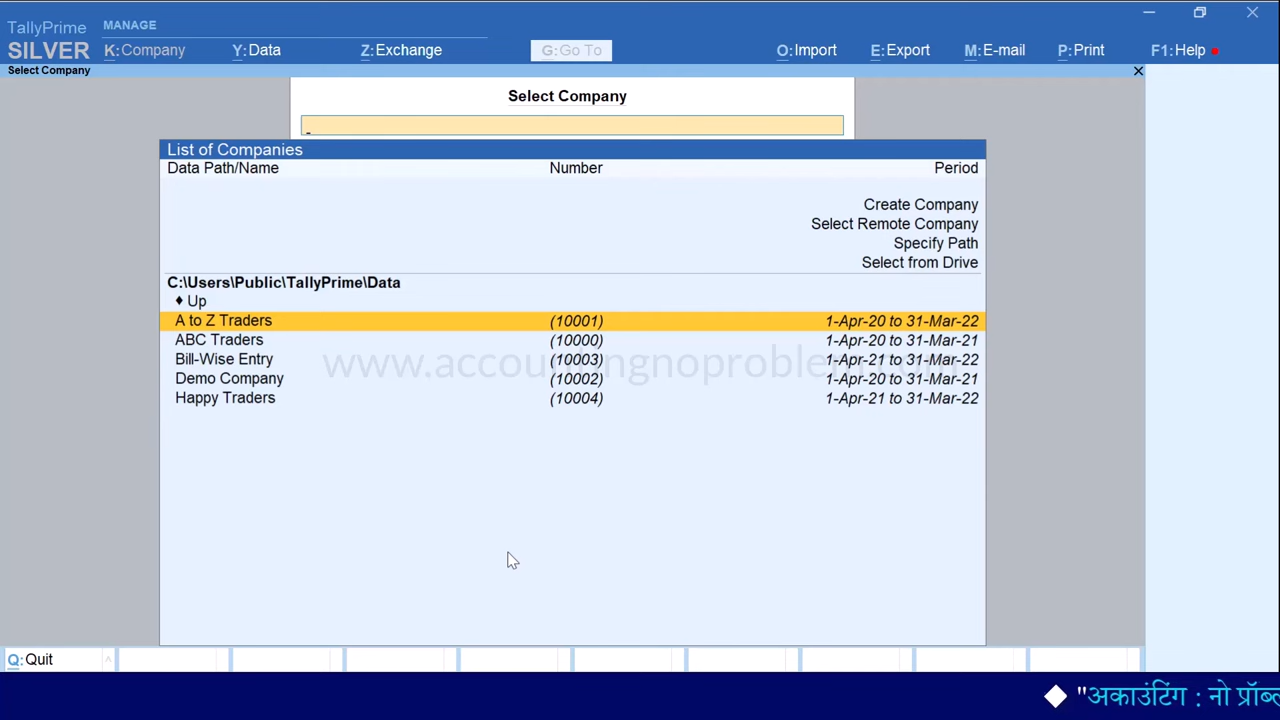 TallyPrime MANAGE
SILVER K:Company Y:Data Z:Exchange G:Go To O:Import E:Export M:E-mail P:Print F1:Help
Select Company
Select Company
List of Companies
Data Path/Name Number Period
Create Company
Select Remote Company
Specify Path
Select from Drive
C:\Users\Public\TallyPrime\Data
♦ Up
A to Z Traders (10001) 1-Apr-20 to 31-Mar-22
ABC Traders (10000) 1-Apr-20 to 31-Mar-21
Bill-Wise Entry (10003) 1-Apr-21 to 31-Mar-22
www.accountingnoproblem.com
Demo Company (10002) 1-Apr-20 to 31-Mar-21
Happy Traders (10004) 1-Apr-21 to 31-Mar-22
Q:Quit
"अकाउंटिंग : नो